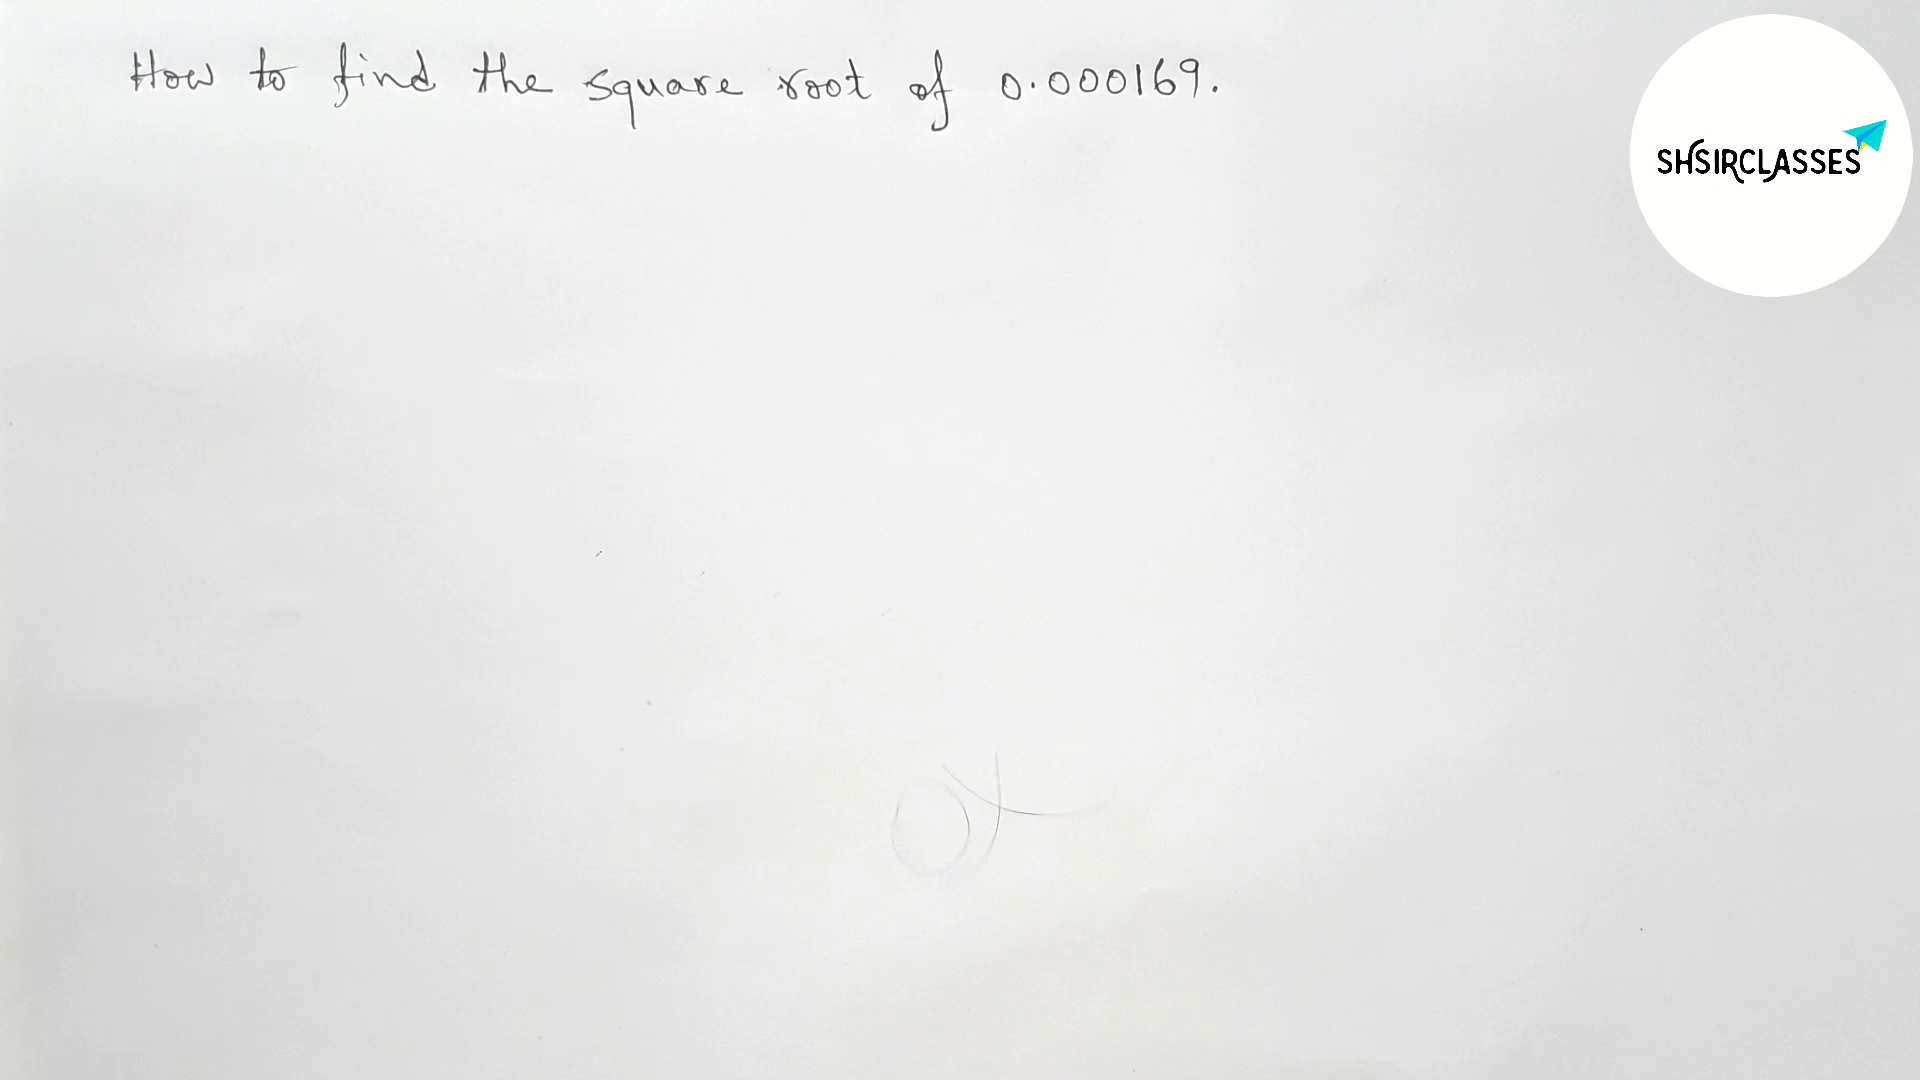 How to find the square root of 0.000169.
SHSIRCLASSES